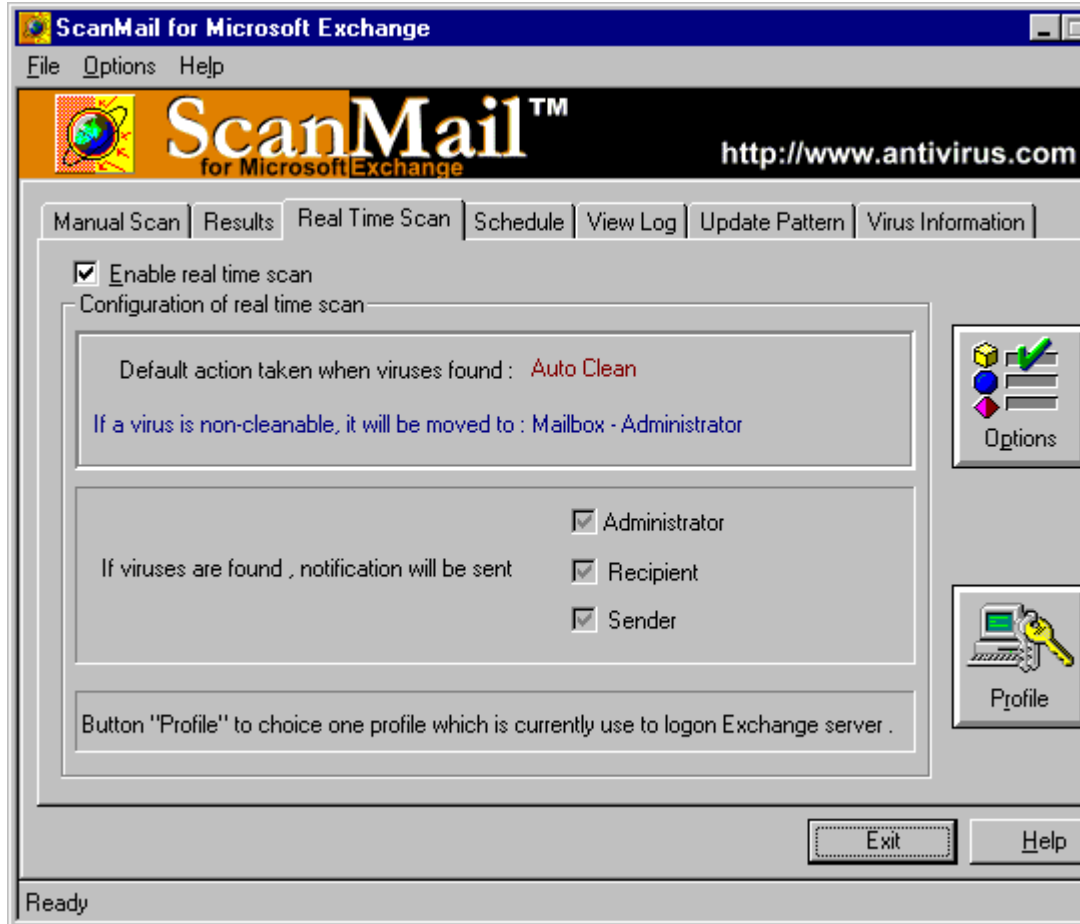 ScanMail for Microsoft Exchange
File Options Help
ScanMail™
for Microsoft Exchange
http://www.antivirus.com
Manual Scan Results Real Time Scan Schedule View Log Update Pattern Virus Information
Enable real time scan
Configuration of real time scan
Default action taken when viruses found : Auto Clean
If a virus is non-cleanable, it will be moved to : Mailbox - Administrator
Options
Administrator
If viruses are found , notification will be sent
Recipient
Sender
Profile
Button "Profile" to choice one profile which is currently use to logon Exchange server .
Exit Help
Ready